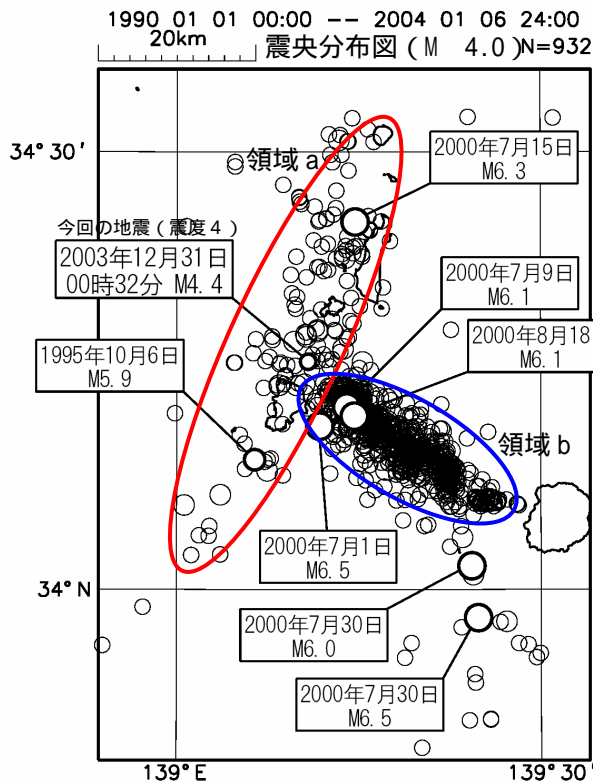 1990 01 01 00:00 -- 2004 01 06 24:00
20km
震央分布図(M 4.0)N=932
34°30′
領域a
2000年7月15日
M6.3
今回の地震(震度4)
2003年12月31日
00時32分 M4.4
2000年7月9日
M6.1
2000年8月18
M6.1
1995年10月6日
M5.9
領域b
2000年7月1日
M6.5
34°N
2000年7月30日
M6.0
2000年7月30日
M6.5
139°E
139°30′